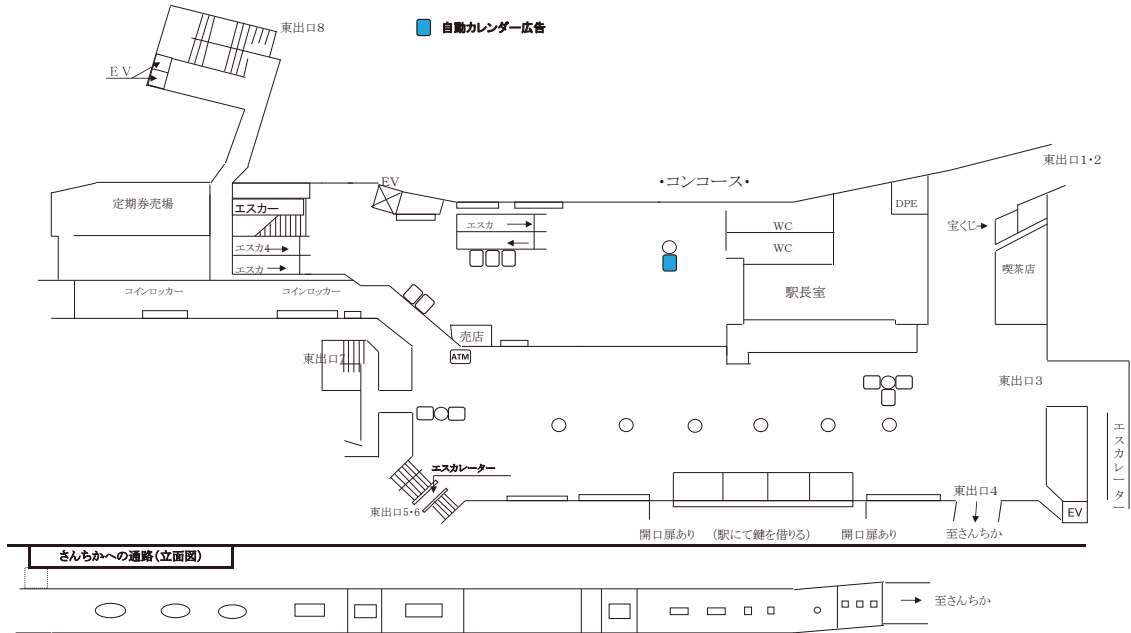 自動カレンダー広告
東出口8
EV
東出口1・2
・コンコース・
EV
DPE
定期券売場
エスカー
エスカ
宝くじ
WC
エスカ4
WC
エスカ
喫茶店
コインロッカー
コインロッカー
駅長室
売店
東出口7
ATM
東出口3
エスカレーター
エスカレーター
東出口4
東出口5・6
EV
開口扉あり
(駅にて鍵を借りる)
開口扉あり
至さんちか
さんちかへの通路(立面図)
至さんちか